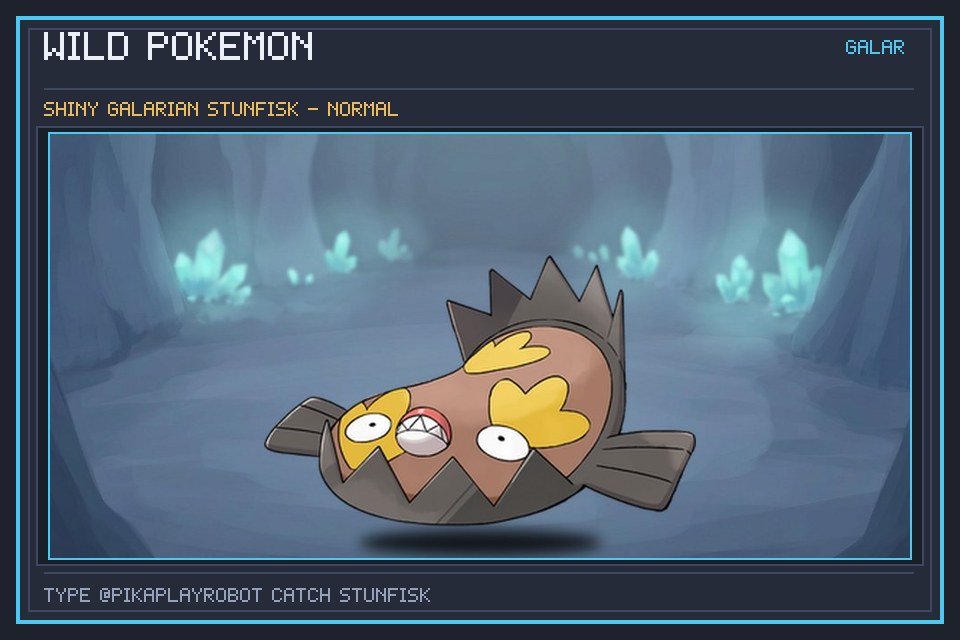 WILD POKEMON
GALAR
SHINY GALARIAN STUNFISK - NORMAL
TYPE @PIKAPLAYROBOT CATCH STUNFISK